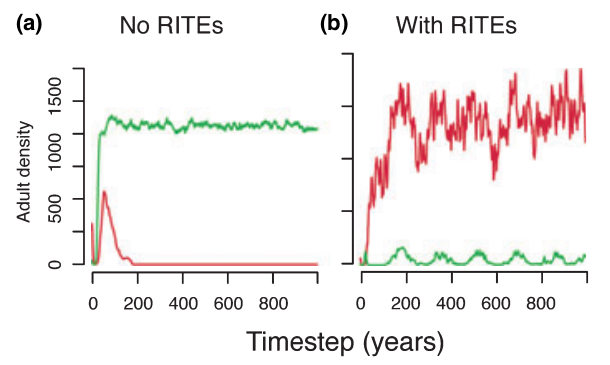 (a) No RITEs (b) With RITEs
Adult density
1500
1000
500
0
0 200 400 600 800
0 200 400 600 800
Timestep (years)